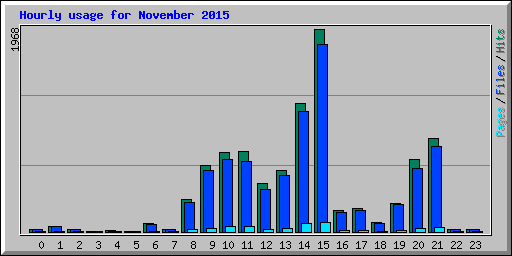 Hourly usage for November 2015
1968
Pages/Files/Hits
0 1 2 3 4 5 6 7 8 9 10 11 12 13 14 15 16 17 18 19 20 21 22 23